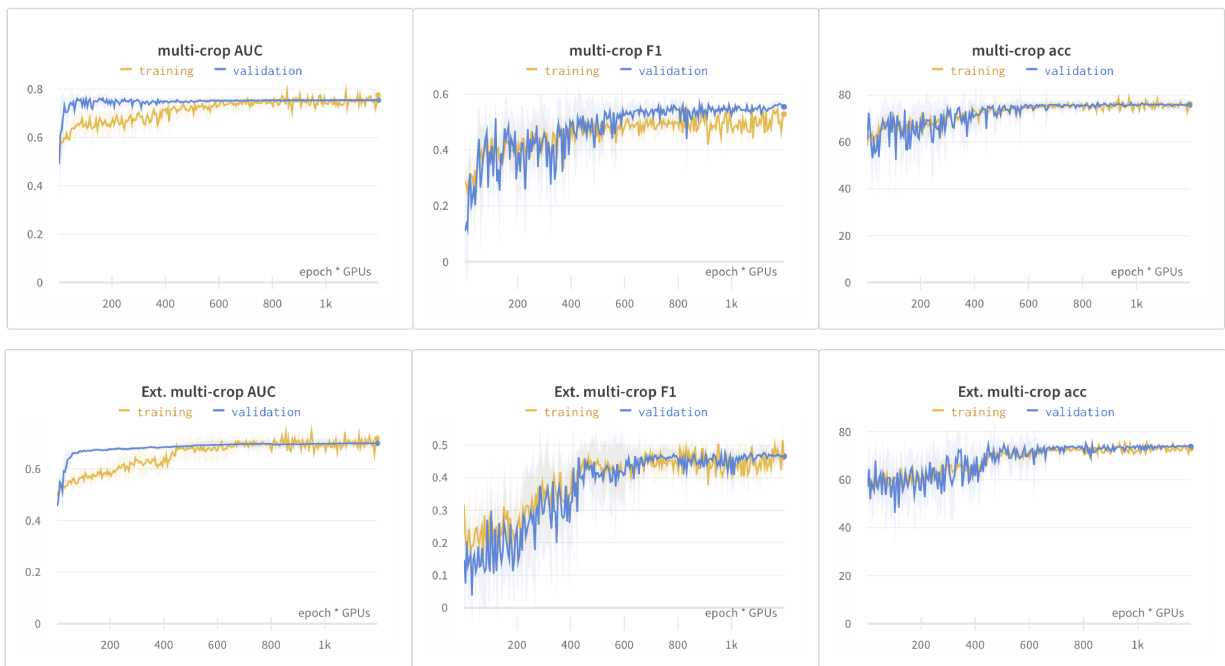 multi-crop AUC
training validation
0.8
0.6
0.4
0.2
0
epoch * GPUs
200 400 600 800 1k
multi-crop F1
training validation
0.6
0.4
0.2
0
epoch * GPUs
200 400 600 800 1k
multi-crop acc
training validation
80
60
40
20
0
200 400 600 800 1k
Ext. multi-crop AUC
training validation
0.6
0.4
0.2
0
epoch * GPUs
200 400 600 800 1k
Ext. multi-crop F1
training validation
0.5
0.4
0.3
0.2
0.1
0
epoch * GPUs
200 400 600 800 1k
Ext. multi-crop acc
training validation
80
60
40
20
0
200 400 600 800 1k